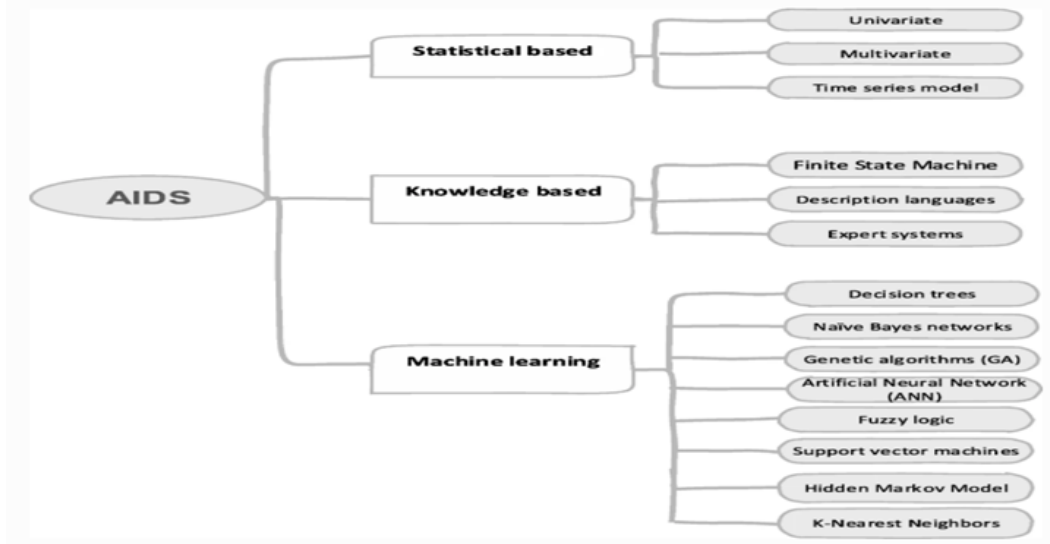 AIDS
Statistical based
Univariate
Multivariate
Time series model
Knowledge based
Finite State Machine
Description languages
Expert systems
Machine learning
Decision trees
Naïve Bayes networks
Genetic algorithms (GA)
Artificial Neural Network
(ANN)
Fuzzy logic
Support vector machines
Hidden Markov Model
K-Nearest Neighbors